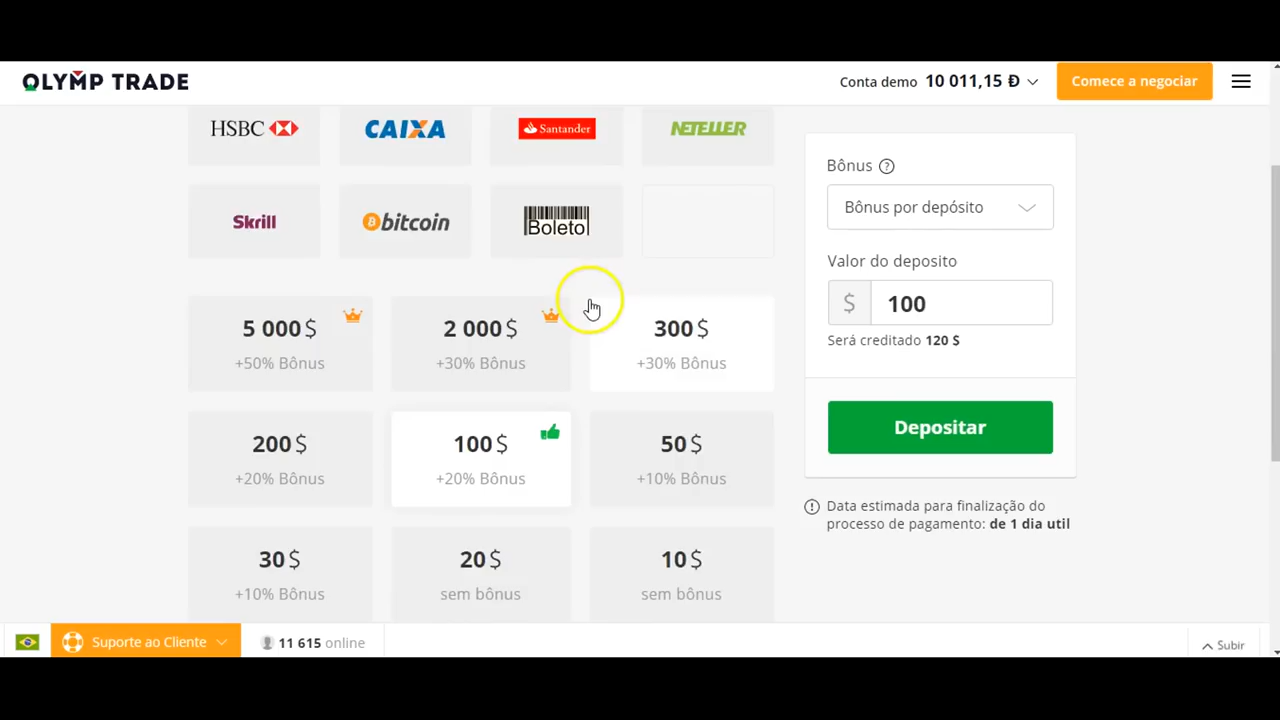 OLYMP TRADE
Conta demo 10 011,15 Đ
Comece a negociar
HSBC
CAIXA
Santander
NETELLER
Skrill
bitcoin
Boleto
5 000 $
+50% Bônus
2 000 $
+30% Bônus
300 $
+30% Bônus
200 $
+20% Bônus
100 $
+20% Bônus
50 $
+10% Bônus
30 $
+10% Bônus
20 $
sem bônus
10 $
sem bônus
Bônus ?
Bônus por depósito
Valor do deposito
$ 100
Será creditado 120 $
Depositar
Data estimada para finalização do
processo de pagamento: de 1 dia util
Suporte ao Cliente
11 615 online
Subir